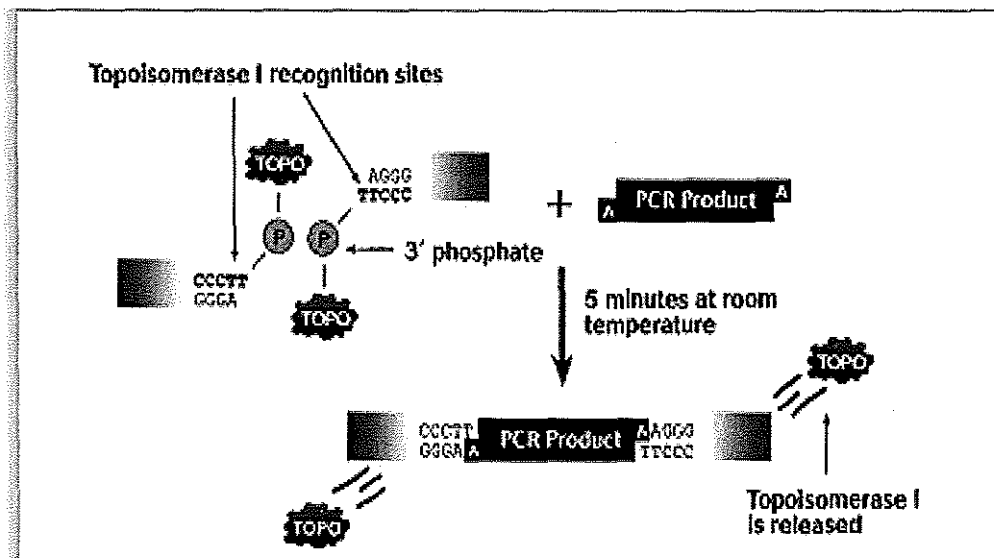 Topoisomerase I recognition sites
TOPO
AGGG
TTCCC
P
P
3' phosphate
CCCTT
GGGA
TOPO
+
A PCR Product A
5 minutes at room
temperature
TOPO
CCCTT
GGGA
A PCR Product A
AGGG
TTCCC
TOPO
Topoisomerase I
is released